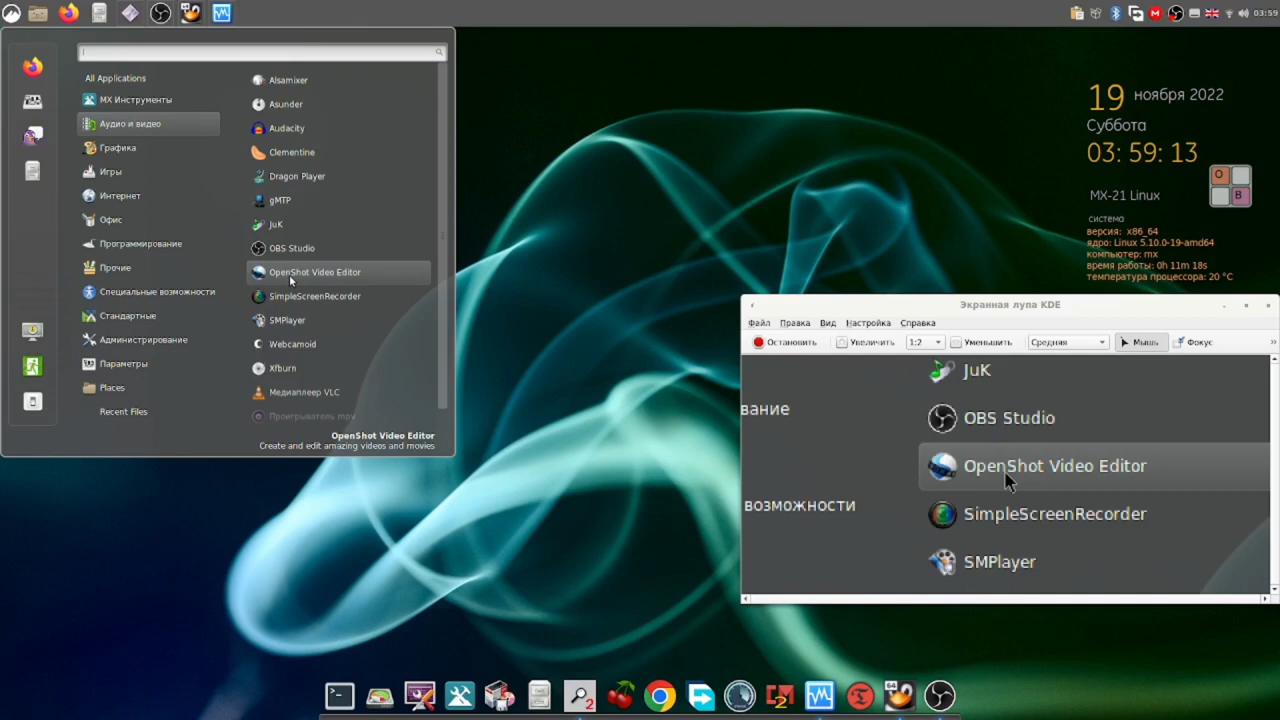 03:59
All Applications
MX Инструменты
Аудио и видео
Графика
Игры
Интернет
Офис
Программирование
Прочие
Специальные возможности
Стандартные
Администрирование
Параметры
Places
Recent Files
Alsamixer
Asunder
Audacity
Clementine
Dragon Player
gMTP
JuK
OBS Studio
OpenShot Video Editor
SimpleScreenRecorder
SMPlayer
Webcamoid
Xfburn
Медиаплеер VLC
Проигрыватель mpv
OpenShot Video Editor
Create and edit amazing videos and movies
19 ноября 2022
Суббота
03: 59: 13
MX-21 Linux
O
B
система
версия: x86_64
ядро: Linux 5.10.0-19-amd64
компьютер: mx
время работы: 0h 11m 18s
температура процессора: 20 °C
Экранная лупа KDE
Файл Правка Вид Настройка Справка
Остановить Увеличить 1:2 Уменьшить Средняя Мышь Фокус
JuK
вание
OBS Studio
OpenShot Video Editor
возможности
SimpleScreenRecorder
SMPlayer
2
2
64